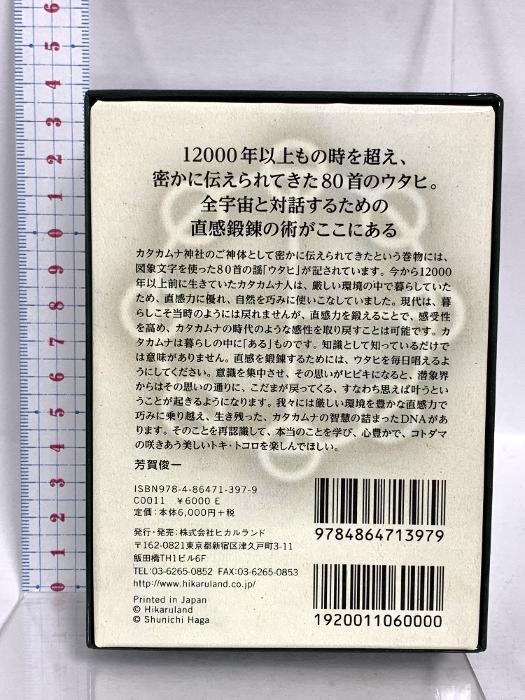 12000年以上もの時を超え、
密かに伝えられてきた80首のウタヒ。
全宇宙と対話するための
直感鍛錬の術がここにある
カタカムナ神社のご神体として密かに伝えられてきたという巻物には、
図象文字を使った80首の謡「ウタヒ」が記されています。今から12000
年以上前に生きていたカタカムナ人は、厳しい環境の中で暮らしていた
ため、直感力に優れ、自然を巧みに使いこなしていました。現代は、暮
らしこそ当時のようには戻れませんが、直感力を鍛えることで、感受性
を高め、カタカムナの時代のような感性を取り戻すことは可能です。カ
タカムナは暮らしの中に「ある」ものです。知識として知っているだけで
は意味がありません。直感を鍛錬するためには、ウタヒを毎日唱えるよ
うにしてください。意識を集中させ、その思いがヒビキになると、潜象界
からはその思いの通りに、こだまが戻ってくる、すなわち思えば叶うとい
うことが起きるようになります。我々には厳しい環境を豊かな直感力で
巧みに乗り越え、生き残った、カタカムナの智慧の詰まったDNAがあ
ります。そのことを再認識して、本当のことを学び、心豊かで、コトダマ
の咲きあう美しいトキ・トコロを楽しんでほしい。
芳賀俊一
ISBN978-4-86471-397-9
C0011 ¥6000E
定価：本体6,000円+税
発行・発売：株式会社ヒカルランド
〒162-0821東京都新宿区津久戸町3-11
飯田橋TH1ビル6F
TEL:03-6265-0852 FAX:03-6265-0853
http://www.hikaruland.co.jp/
Printed in Japan
© Hikaruland
© Shunichi Haga
9784864713979
1920011060000
0
1
2
3
4
5
6
7
8
9
0
1
2
3
4
5
6